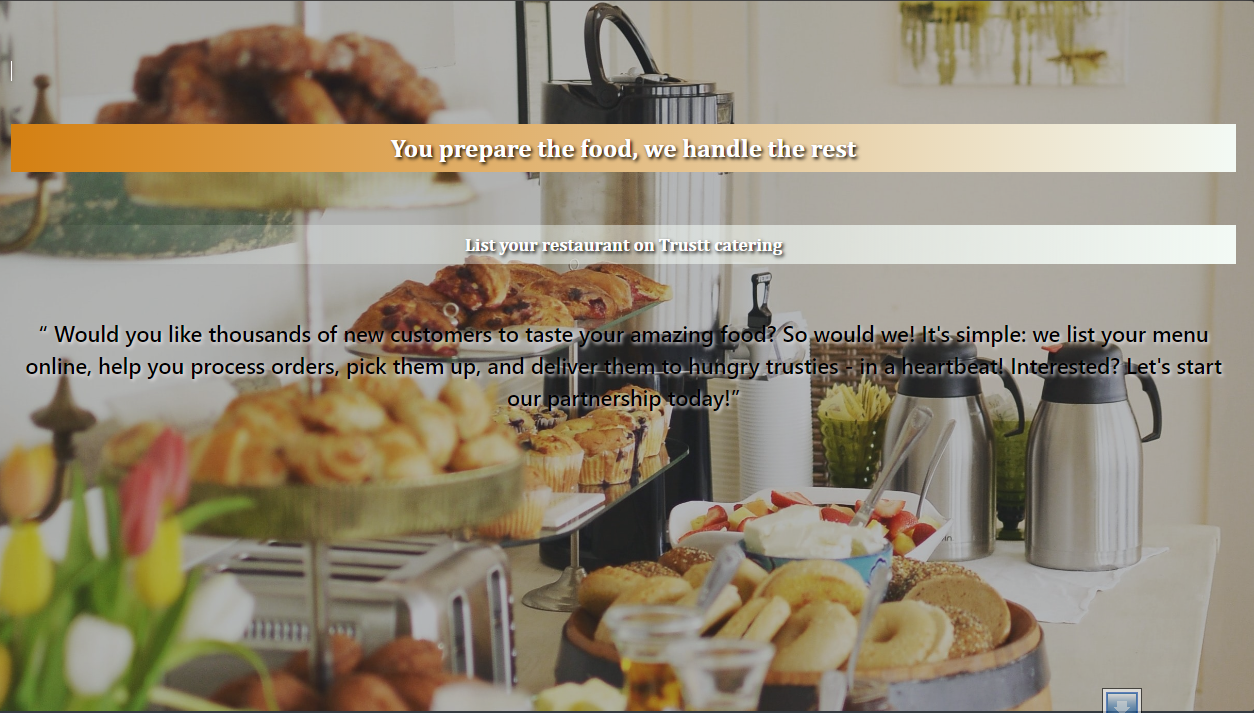 You prepare the food, we handle the rest
List your restaurant on Trustt catering
“ Would you like thousands of new customers to taste your amazing food? So would we! It's simple: we list your menu
online, help you process orders, pick them up, and deliver them to hungry trusties - in a heartbeat! Interested? Let's start
our partnership today!”